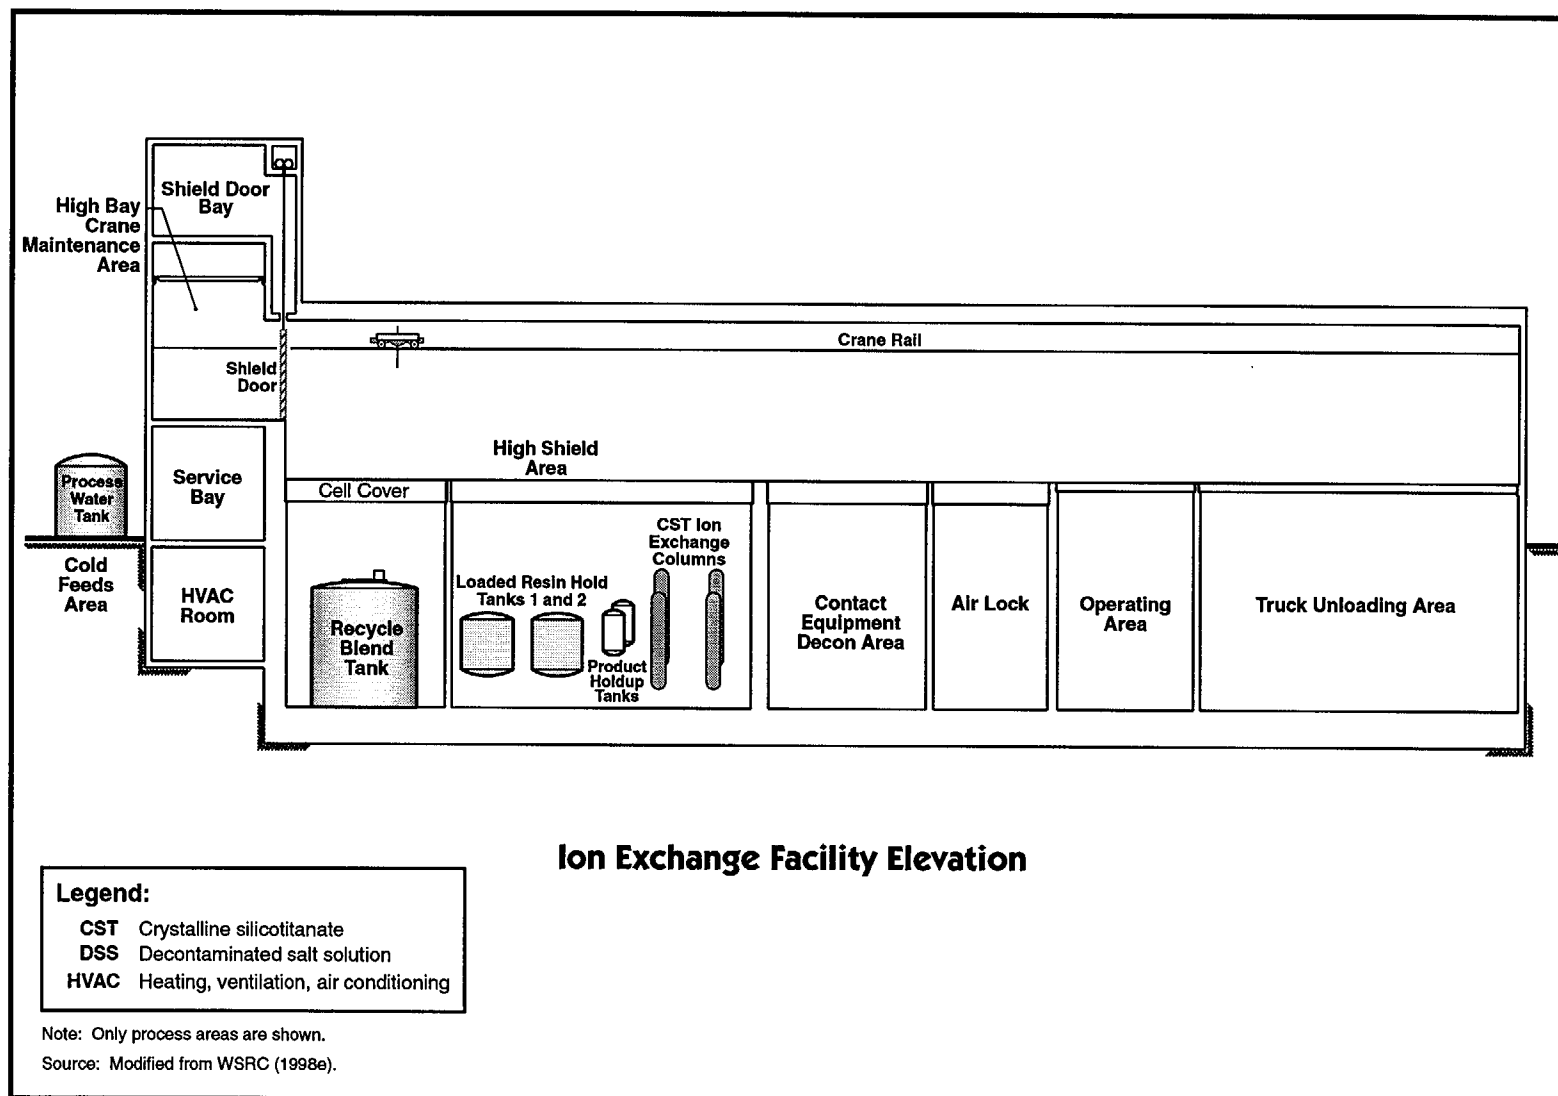 Shield Door
Bay
High Bay
Crane
Maintenance
Area
Crane Rail
Shield
Door
High Shield
Area
Process
Water
Tank
Service
Bay
Cell Cover
Cold
Feeds
Area
HVAC
Room
Recycle
Blend
Tank
Loaded Resin Hold
Tanks 1 and 2
Product
Holdup
Tanks
CST Ion
Exchange
Columns
Contact
Equipment
Decon Area
Air Lock
Operating
Area
Truck Unloading Area
Ion Exchange Facility Elevation
Legend:
CST Crystalline silicotitanate
DSS Decontaminated salt solution
HVAC Heating, ventilation, air conditioning
Note: Only process areas are shown.
Source: Modified from WSRC (1998e).